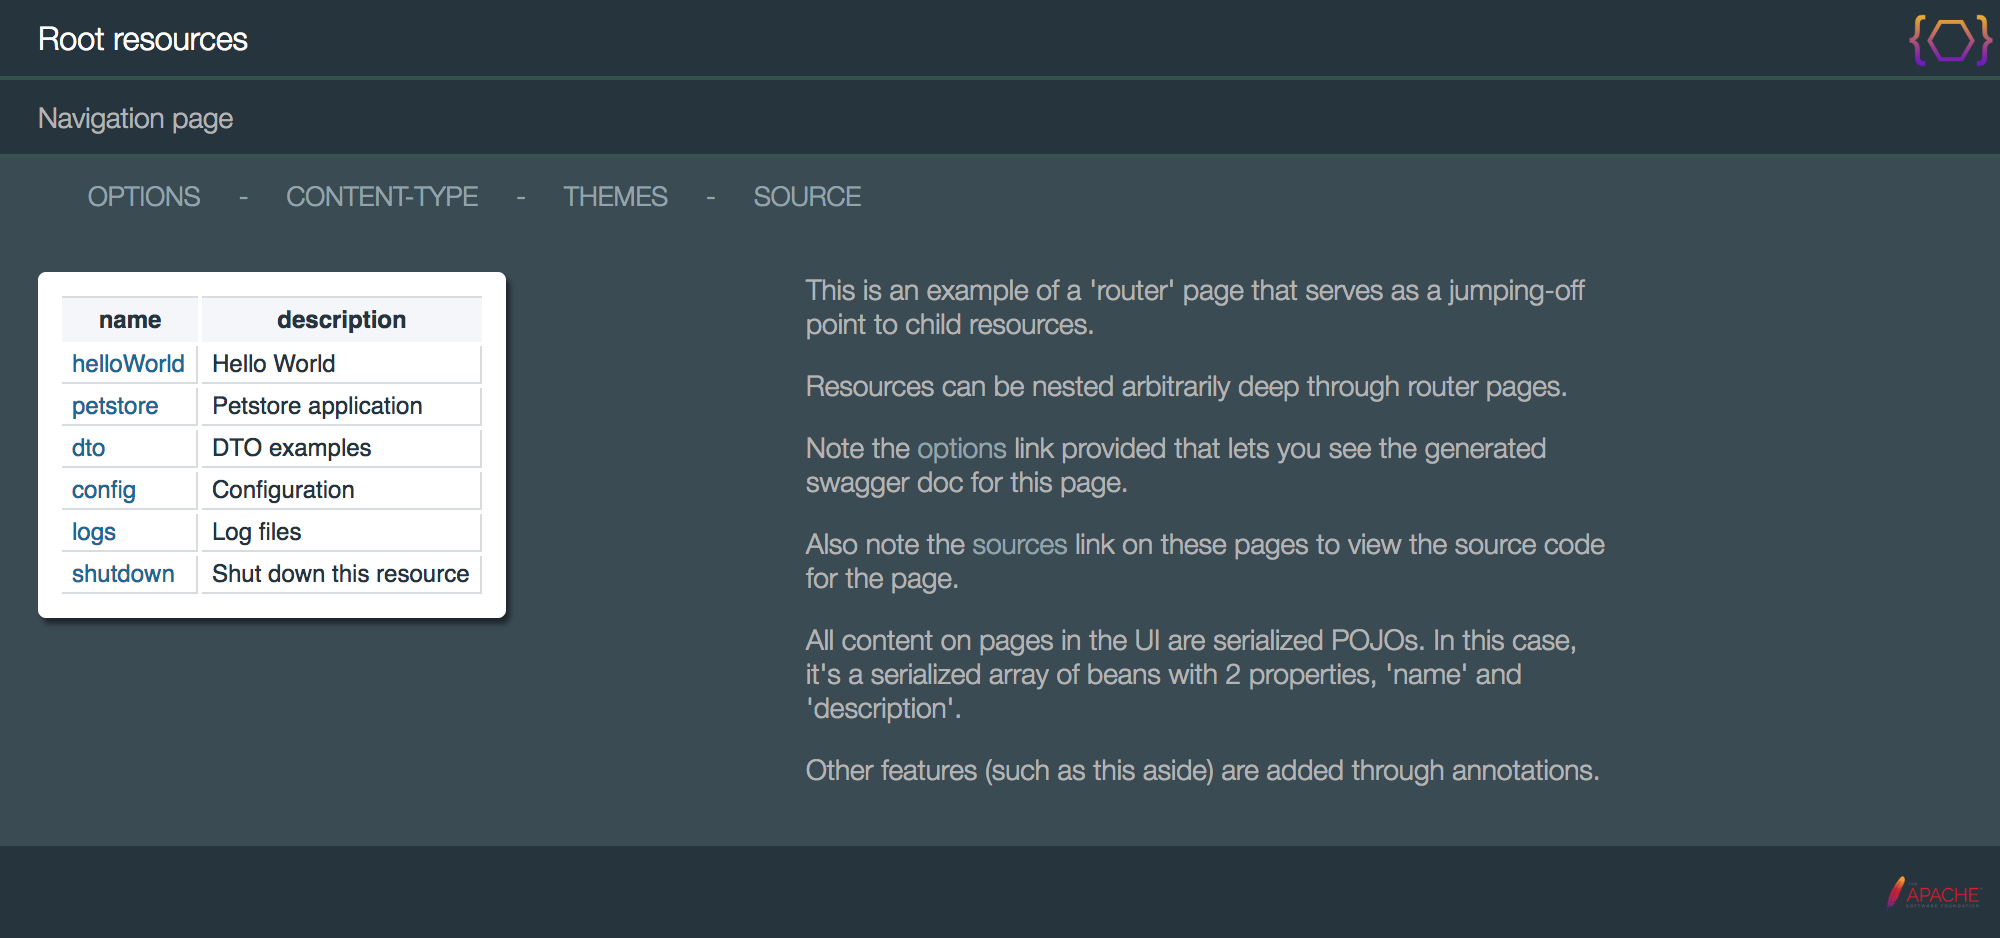 Root resources
Navigation page
OPTIONS - CONTENT-TYPE - THEMES - SOURCE
name description
helloWorld Hello World
petstore Petstore application
dto DTO examples
config Configuration
logs Log files
shutdown Shut down this resource
This is an example of a 'router' page that serves as a jumping-off
point to child resources.
Resources can be nested arbitrarily deep through router pages.
Note the options link provided that lets you see the generated
swagger doc for this page.
Also note the sources link on these pages to view the source code
for the page.
All content on pages in the UI are serialized POJOs. In this case,
it's a serialized array of beans with 2 properties, 'name' and
'description'.
Other features (such as this aside) are added through annotations.
APACHE